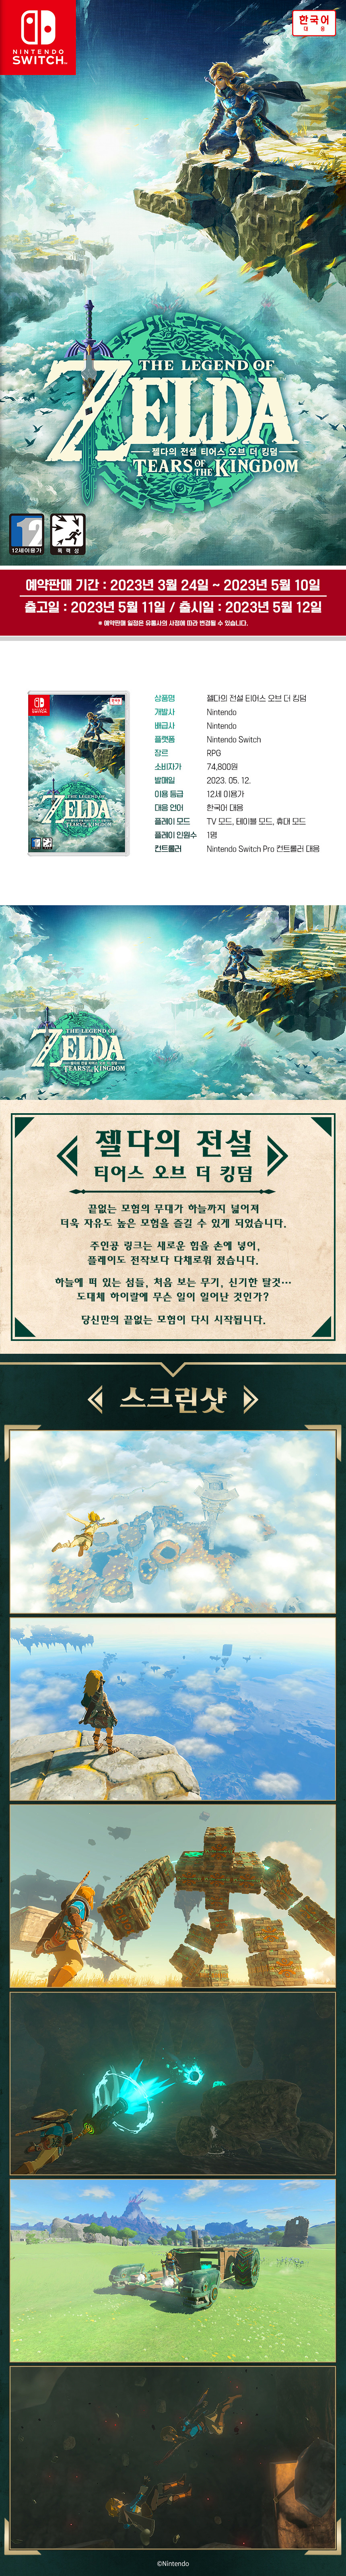 NINTENDO
SWITCH
한국어
대응
THE LEGEND OF
ZELDA
젤다의 전설 티어스 오브 더 킹덤
TEARS OF THE KINGDOM
12세이용가
폭력성
예약판매 기간 : 2023년 3월 24일 ~ 2023년 5월 10일
출고일 : 2023년 5월 11일 / 출시일 : 2023년 5월 12일
※ 예약판매 일정은 유통사의 사정에 따라 변경될 수 있습니다.
NINTENDO
SWITCH
THE LEGEND OF
ZELDA
TEARS OF THE KINGDOM
상품명 젤다의 전설 티어스 오브 더 킹덤
개발사 Nintendo
배급사 Nintendo
플랫폼 Nintendo Switch
장르 RPG
소비자가 74,800원
발매일 2023. 05. 12.
이용 등급 12세 이용가
대응 언어 한국어 대응
플레이 모드 TV 모드, 테이블 모드, 휴대 모드
플레이 인원수 1명
컨트롤러 Nintendo Switch Pro 컨트롤러 대응
THE LEGEND OF
ZELDA
젤다의 전설 티어스 오브 더 킹덤
TEARS OF THE KINGDOM
젤다의 전설
티어스 오브 더 킹덤
끝없는 모험의 무대가 하늘까지 넓어져
더욱 자유도 높은 모험을 즐길 수 있게 되었습니다.
주인공 링크는 새로운 힘을 손에 넣어,
플레이도 전작보다 다채로워 졌습니다.
하늘에 떠 있는 섬들, 처음 보는 무기, 신기한 탈것…
도대체 하이랄에 무슨 일이 일어난 것인가?
당신만의 끝없는 모험이 다시 시작됩니다.
스크린샷
©Nintendo